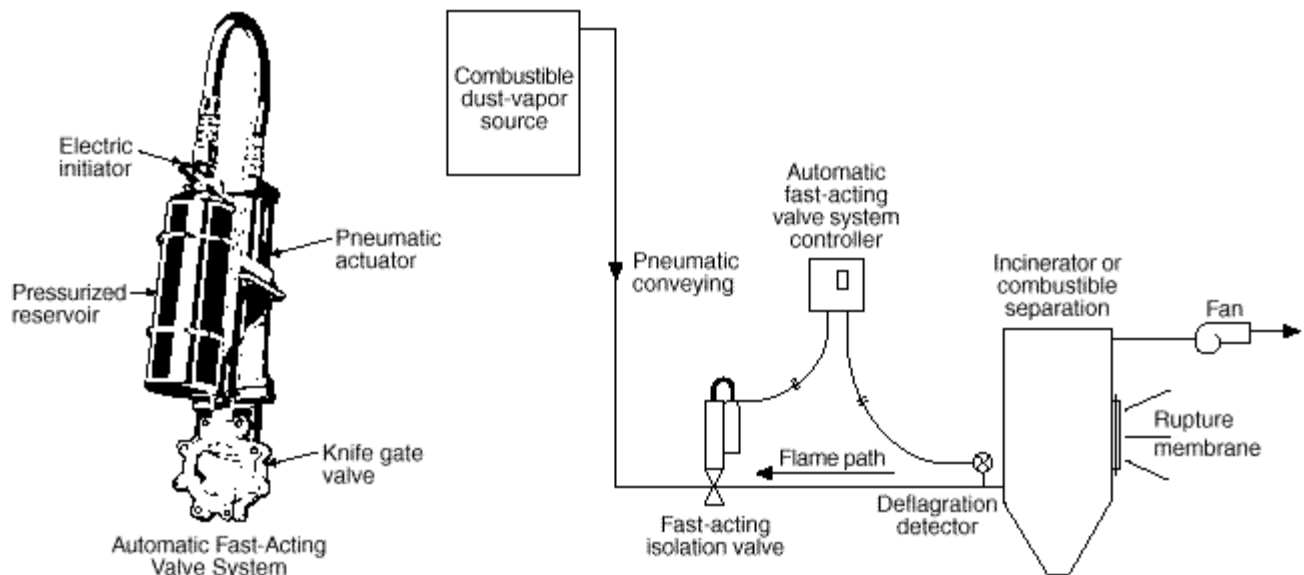 Electric
initiator
Pressurized
reservoir
Pneumatic
actuator
Knife gate
valve
Automatic Fast-Acting
Valve System
Combustible
dust-vapor
source
Pneumatic
conveying
Automatic
fast-acting
valve system
controller
Flame path
Fast-acting
isolation valve
Deflagration
detector
Incinerator or
combustible
separation
Fan
Rupture
membrane